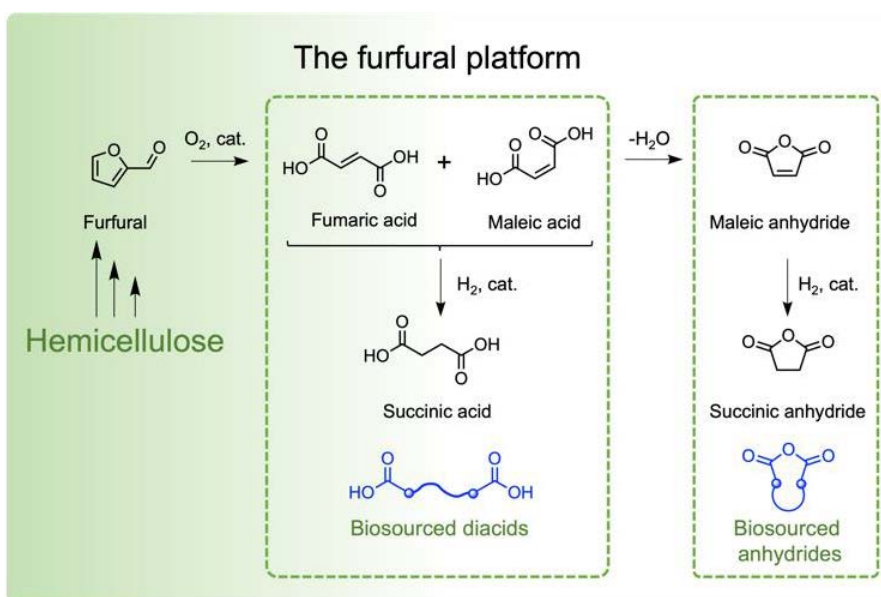 The furfural platform
O₂, cat.
Furfural
Hemicellulose
O
O
O
HO
OH
O
Fumaric acid
+
O
OH
O
HO
Maleic acid
-H₂O
O
O
O
Maleic anhydride
H₂, cat.
O
HO
OH
O
Succinic acid
H₂, cat.
O
O
O
Succinic anhydride
O
O
HO
OH
Biosourced diacids
O
O
O
Biosourced
anhydrides